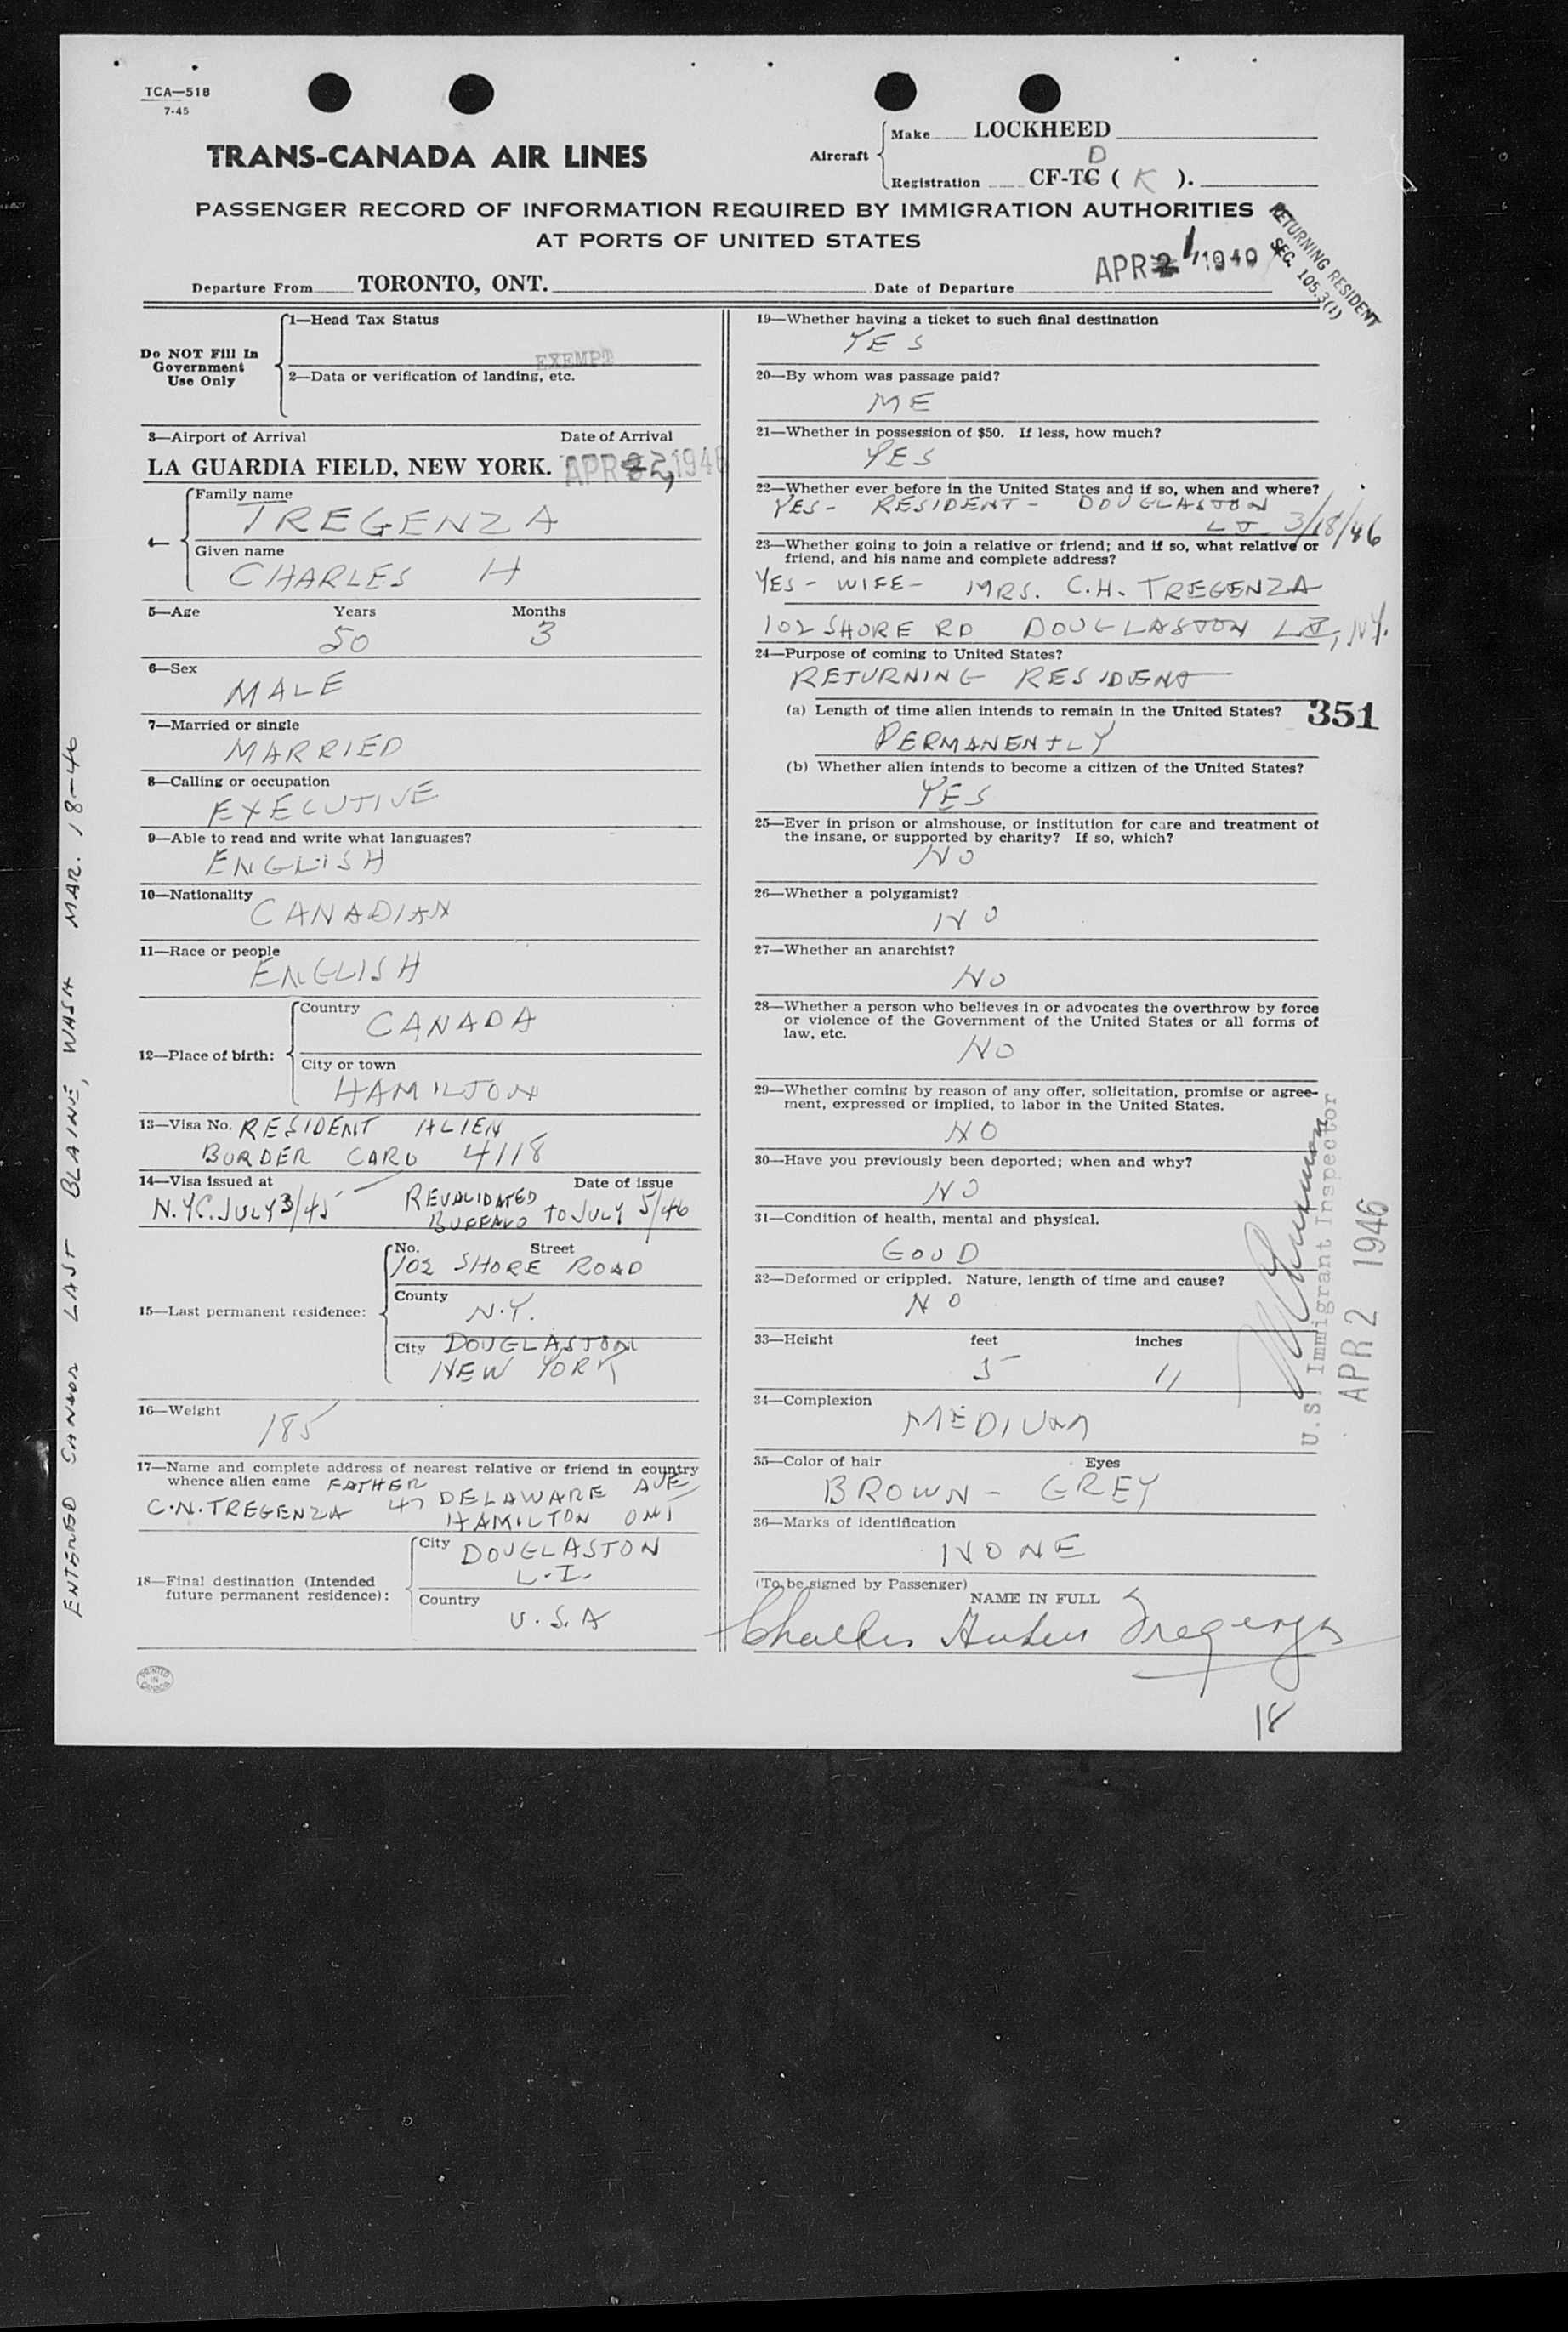 TCA—518
7-45
TRANS-CANADA AIR LINES
Aircraft
Make LOCKHEED
D
Registration CF-TC ( K ).
PASSENGER RECORD OF INFORMATION REQUIRED BY IMMIGRATION AUTHORITIES
AT PORTS OF UNITED STATES
RETURNING RESIDENT
SEC. 105.3(1)
Departure From TORONTO, ONT.
Date of Departure APR 1, 1946
Do NOT Fill In
Government
Use Only
1—Head Tax Status
EXEMPT
2—Data or verification of landing, etc.
3—Airport of Arrival Date of Arrival
LA GUARDIA FIELD, NEW YORK. APR 2, 1946
4—
Family name
TREGENZA
Given name
CHARLES H
5—Age Years Months
50 3
6—Sex
MALE
7—Married or single
MARRIED
8—Calling or occupation
EXECUTIVE
9—Able to read and write what languages?
ENGLISH
10—Nationality
CANADIAN
11—Race or people
ENGLISH
12—Place of birth:
Country
CANADA
City or town
HAMILTON
13—Visa No. RESIDENT ALIEN
BORDER CARD 4118
14—Visa issued at Date of issue
N.Y.C. JULY 3/45 REVALIDATED
BUFFALO TO JULY 5/46
15—Last permanent residence:
No. Street
102 SHORE ROAD
County
N.Y.
City DOUGLASTON
NEW YORK
16—Weight
185
17—Name and complete address of nearest relative or friend in country
whence alien came FATHER
C.N. TREGENZA 47 DELAWARE AVE
HAMILTON ONT
18—Final destination (Intended
future permanent residence):
City DOUGLASTON
L.I.
Country
U.S.A
PRINTED
IN
CANADA
19—Whether having a ticket to such final destination
YES
20—By whom was passage paid?
ME
21—Whether in possession of $50. If less, how much?
YES
22—Whether ever before in the United States and if so, when and where?
YES - RESIDENT - DOUGLASTON
LI 3/18/46
23—Whether going to join a relative or friend; and if so, what relative or
friend, and his name and complete address?
YES - WIFE - MRS. C.H. TREGENZA
102 SHORE RD DOUGLASTON LI, N.Y.
24—Purpose of coming to United States?
RETURNING RESIDENT
(a) Length of time alien intends to remain in the United States? 351
PERMANENTLY
(b) Whether alien intends to become a citizen of the United States?
YES
25—Ever in prison or almshouse, or institution for care and treatment of
the insane, or supported by charity? If so, which?
NO
26—Whether a polygamist?
NO
27—Whether an anarchist?
NO
28—Whether a person who believes in or advocates the overthrow by force
or violence of the Government of the United States or all forms of
law, etc.
NO
29—Whether coming by reason of any offer, solicitation, promise or agree-
ment, expressed or implied, to labor in the United States.
NO
30—Have you previously been deported; when and why?
NO
31—Condition of health, mental and physical.
GOOD
32—Deformed or crippled. Nature, length of time and cause?
NO
33—Height feet inches
5 11
34—Complexion
MEDIUM
35—Color of hair Eyes
BROWN - GREY
36—Marks of identification
NONE
(To be signed by Passenger)
NAME IN FULL
Charles Tregenza
18
U.S. Immigrant Inspector
APR 2 1946
ENTERED CANADA LAST BLAINE, WASH MAR. 18-46